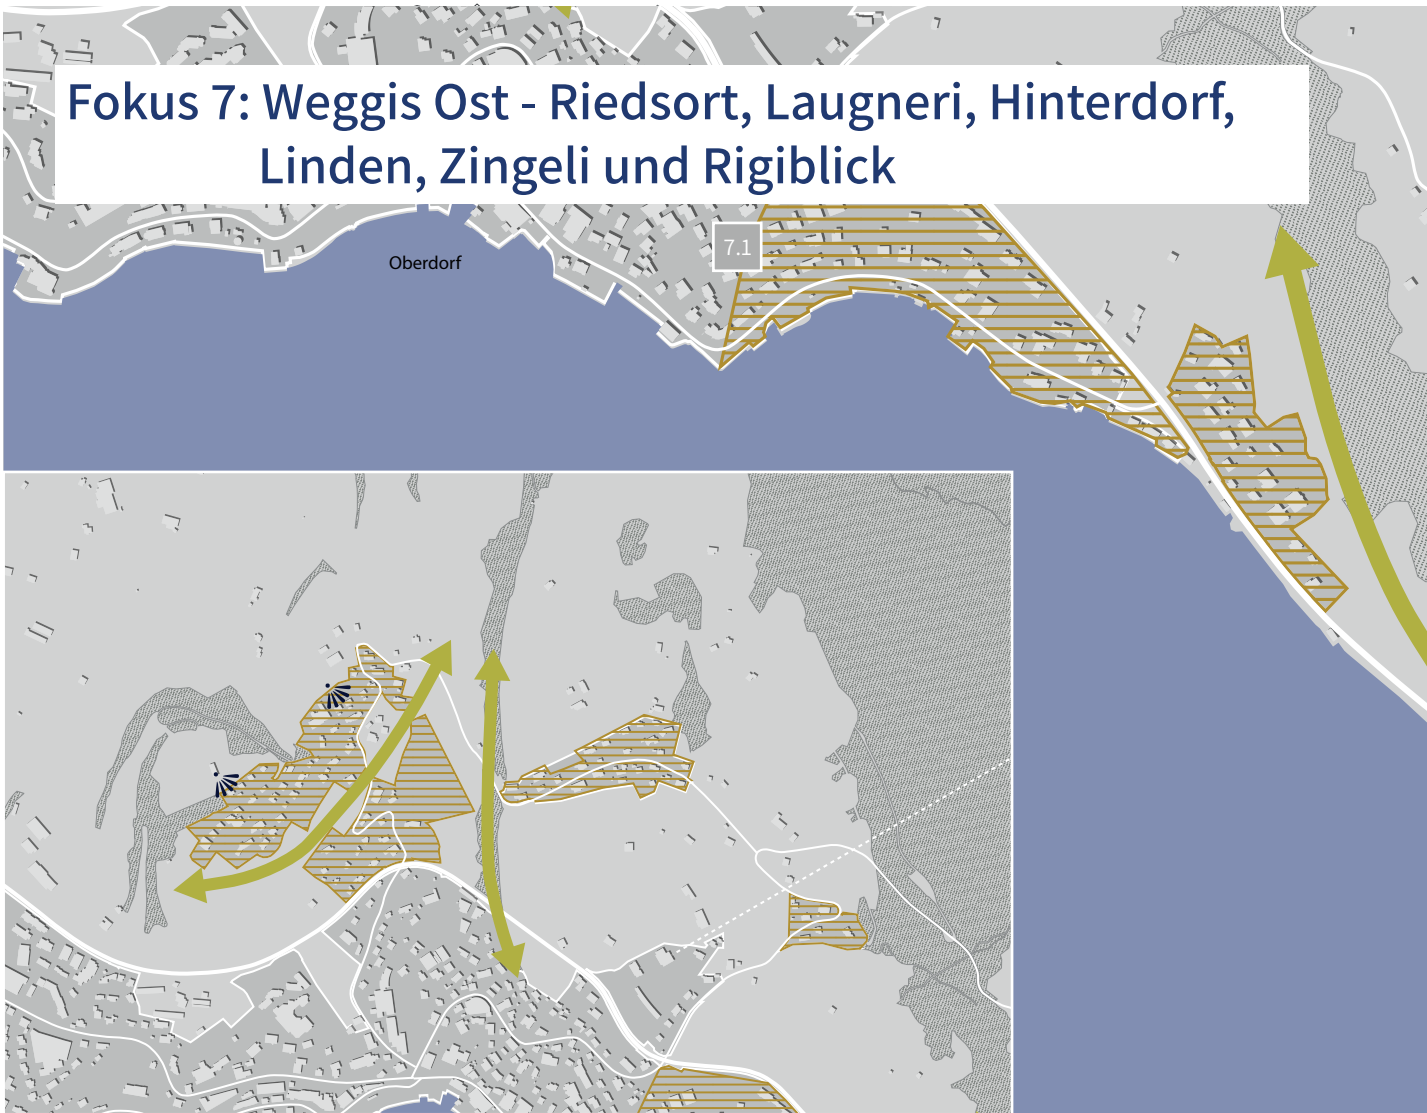 Fokus 7: Weggis Ost - Riedsort, Laugneri, Hinterdorf,
Linden, Zingeli und Rigiblick
7.1
Oberdorf